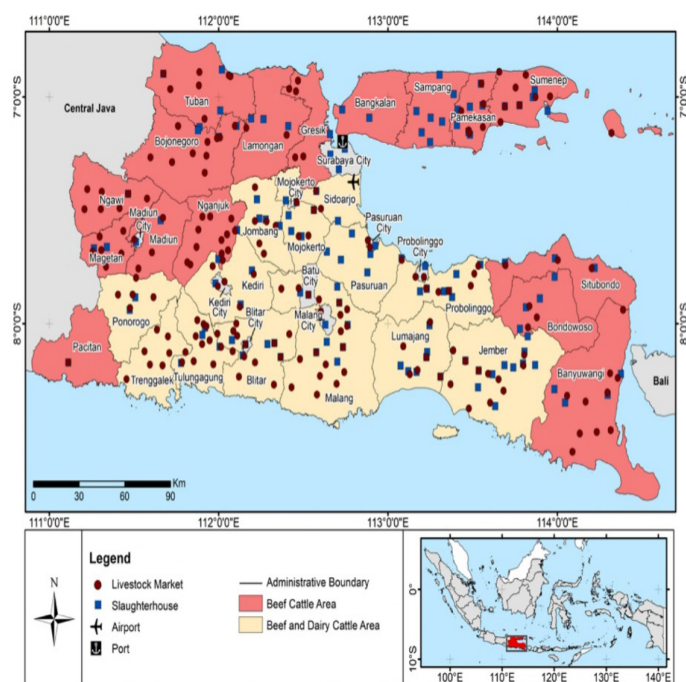 111°0'0"E
112°0'0"E
113°0'0"E
114°0'0"E
7°0'0"S
7°0'0"S
8°0'0"S
8°0'0"S
Central Java
Tuban
Bojonegoro
Lamongan
Gresik
Bangkalan
Sampang
Pamekasan
Sumenep
Surabaya City
Ngawi
Madiun
City
Magetan
Madiun
Nganjuk
Jombang
Mojokerto
City
Sidoarjo
Mojokerto
Pasuruan
City
Pasuruan
Probolinggo
City
Probolinggo
Situbondo
Bondowoso
Banyuwangi
Bali
Ponorogo
Pacitan
Trenggalek
Tulungagung
Kediri
Kediri
City
Blitar
City
Blitar
Batu
City
Malang
City
Malang
Lumajang
Jember
Km
0 30 60 90
111°0'0"E
112°0'0"E
113°0'0"E
114°0'0"E
N
Legend
Livestock Market
Slaughterhouse
Airport
Port
Administrative Boundary
Beef Cattle Area
Beef and Dairy Cattle Area
0°
10°S
100°E
110°E
120°E
130°E
140°E